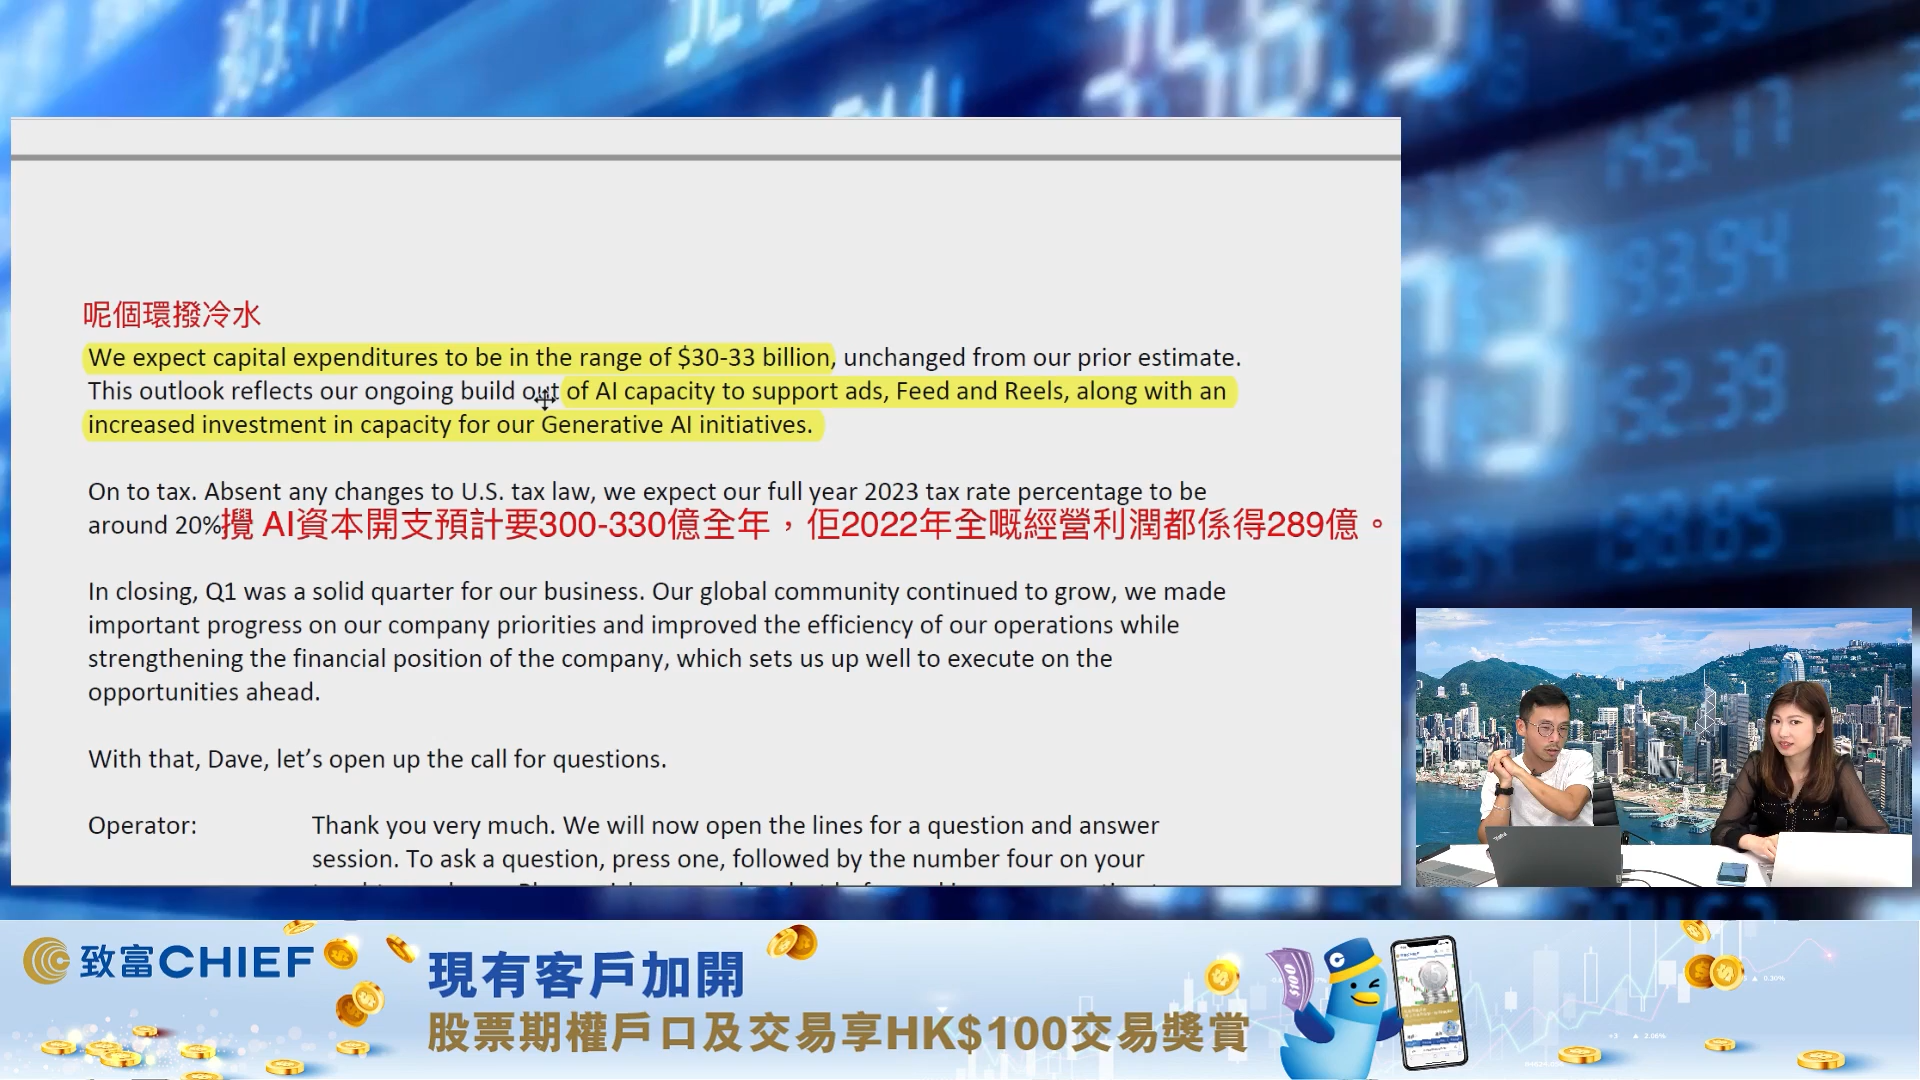 呢個環撥冷水
We expect capital expenditures to be in the range of $30-33 billion, unchanged from our prior estimate.
This outlook reflects our ongoing build out of AI capacity to support ads, Feed and Reels, along with an
increased investment in capacity for our Generative AI initiatives.
On to tax. Absent any changes to U.S. tax law, we expect our full year 2023 tax rate percentage to be
around 20%
攪 AI資本開支預計要300-330億全年，佢2022年全嘅經營利潤都係得289億。
In closing, Q1 was a solid quarter for our business. Our global community continued to grow, we made
important progress on our company priorities and improved the efficiency of our operations while
strengthening the financial position of the company, which sets us up well to execute on the
opportunities ahead.
With that, Dave, let’s open up the call for questions.
Operator: Thank you very much. We will now open the lines for a question and answer
session. To ask a question, press one, followed by the number four on your
145.17
93.94
152.39
138.85
13
致富CHIEF
現有客戶加開
股票期權戶口及交易享HK$100交易獎賞
$100